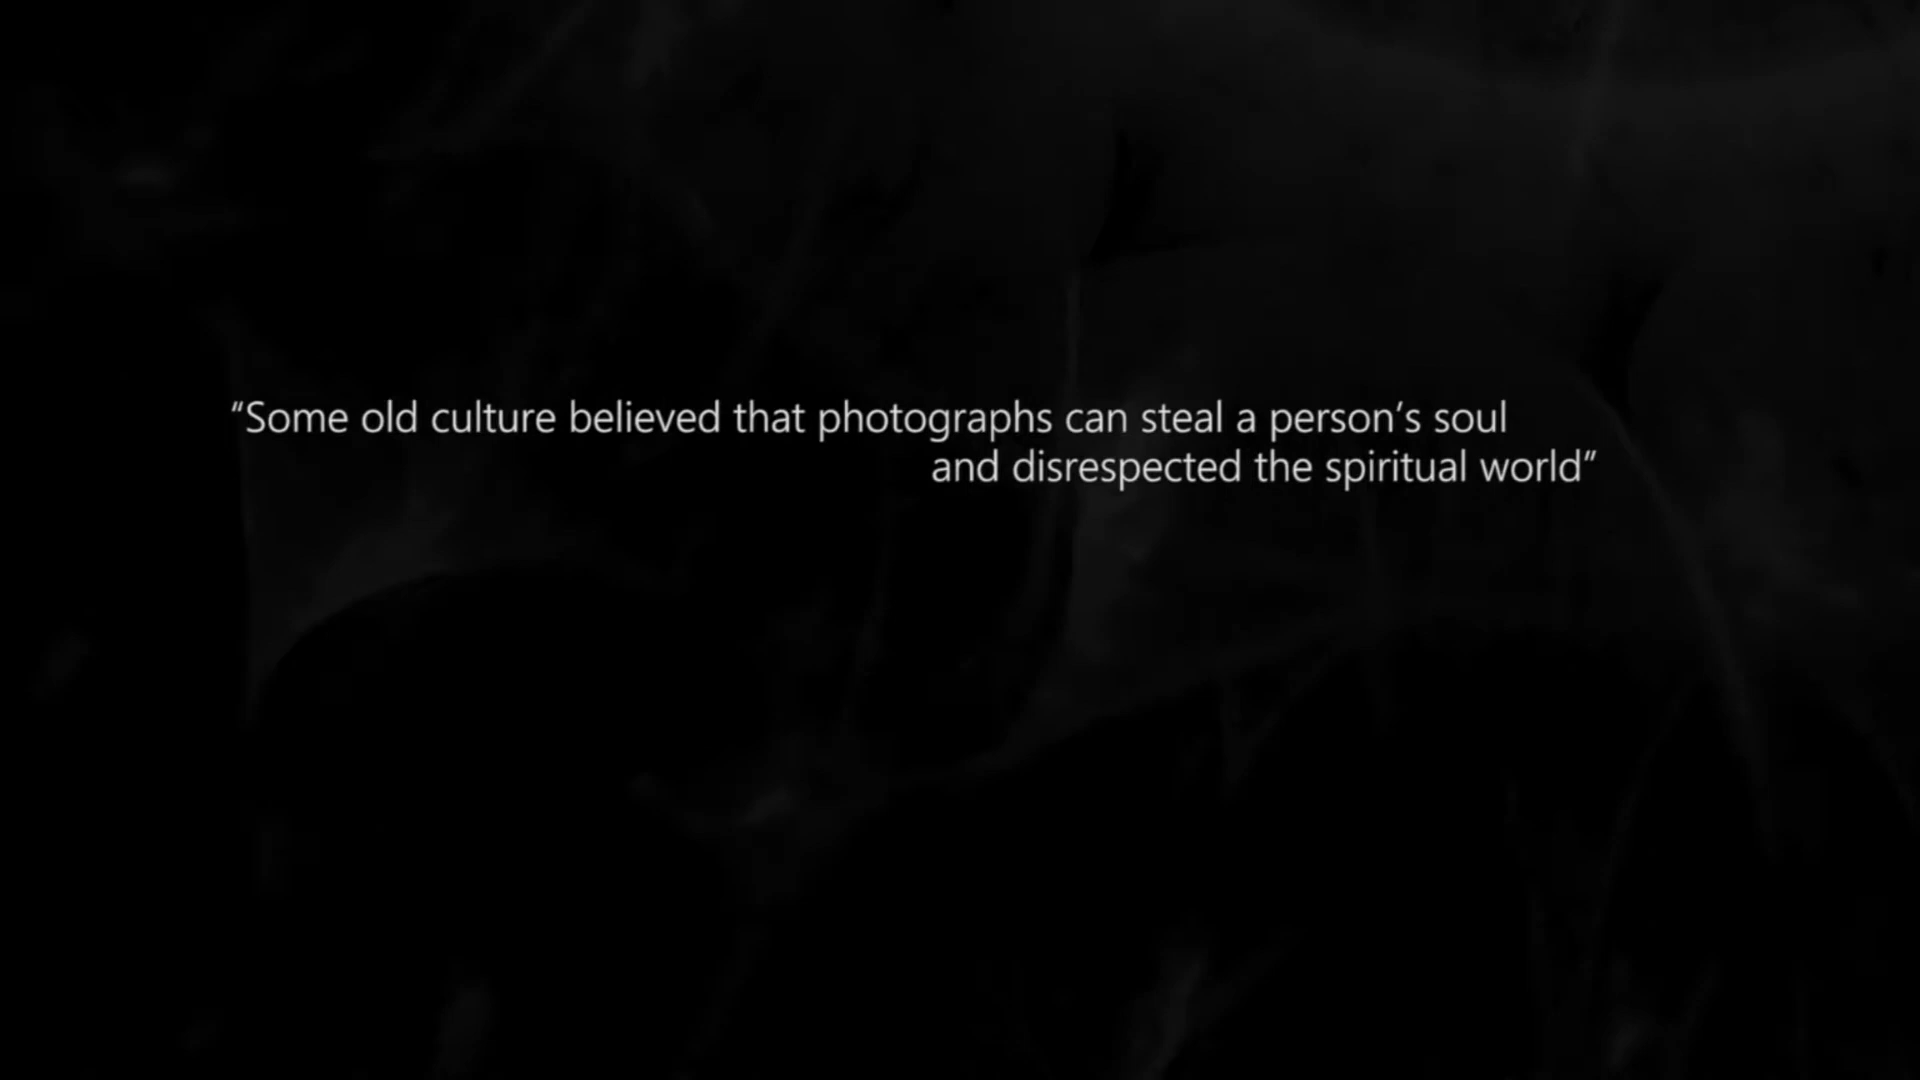 “Some old culture believed that photographs can steal a person’s soul
and disrespected the spiritual world”